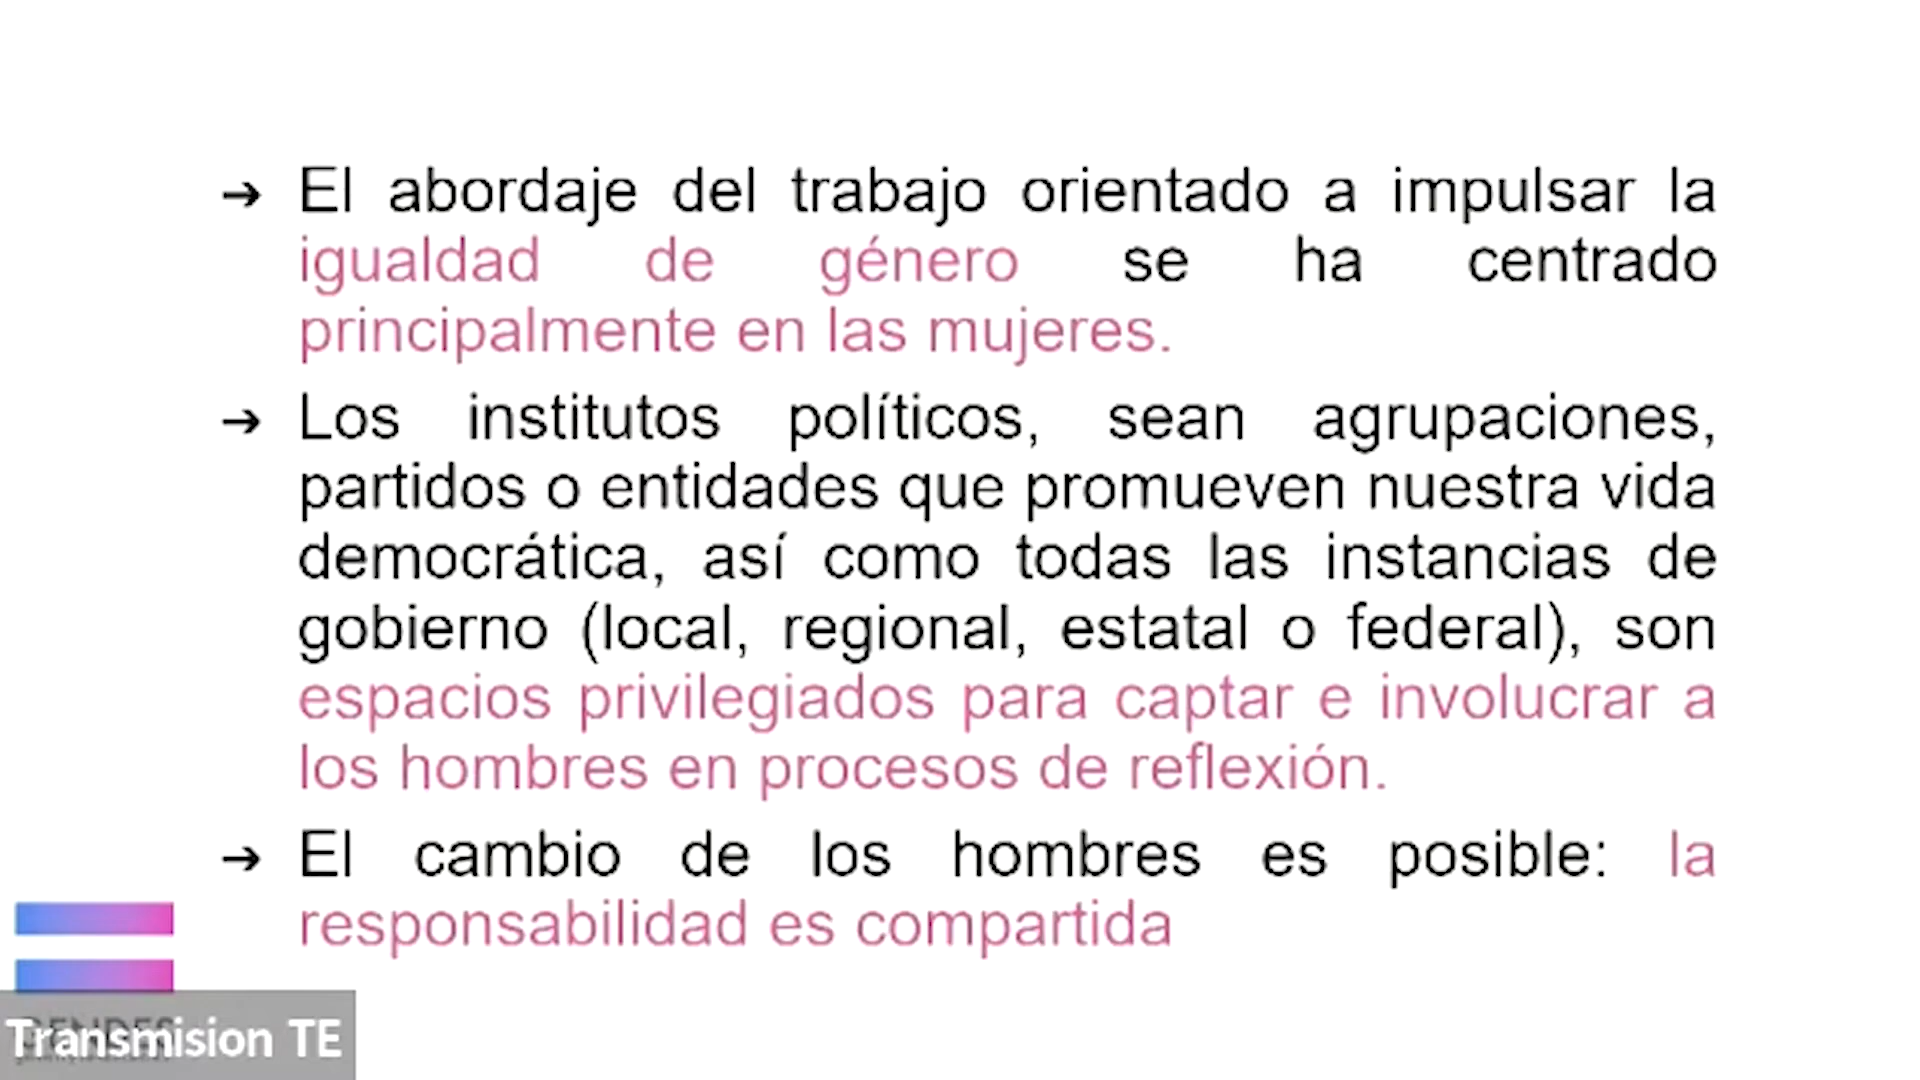 ➔ El abordaje del trabajo orientado a impulsar la
igualdad de género se ha centrado
principalmente en las mujeres.
➔ Los institutos políticos, sean agrupaciones,
partidos o entidades que promueven nuestra vida
democrática, así como todas las instancias de
gobierno (local, regional, estatal o federal), son
espacios privilegiados para captar e involucrar a
los hombres en procesos de reflexión.
➔ El cambio de los hombres es posible: la
responsabilidad es compartida
Transmision TE